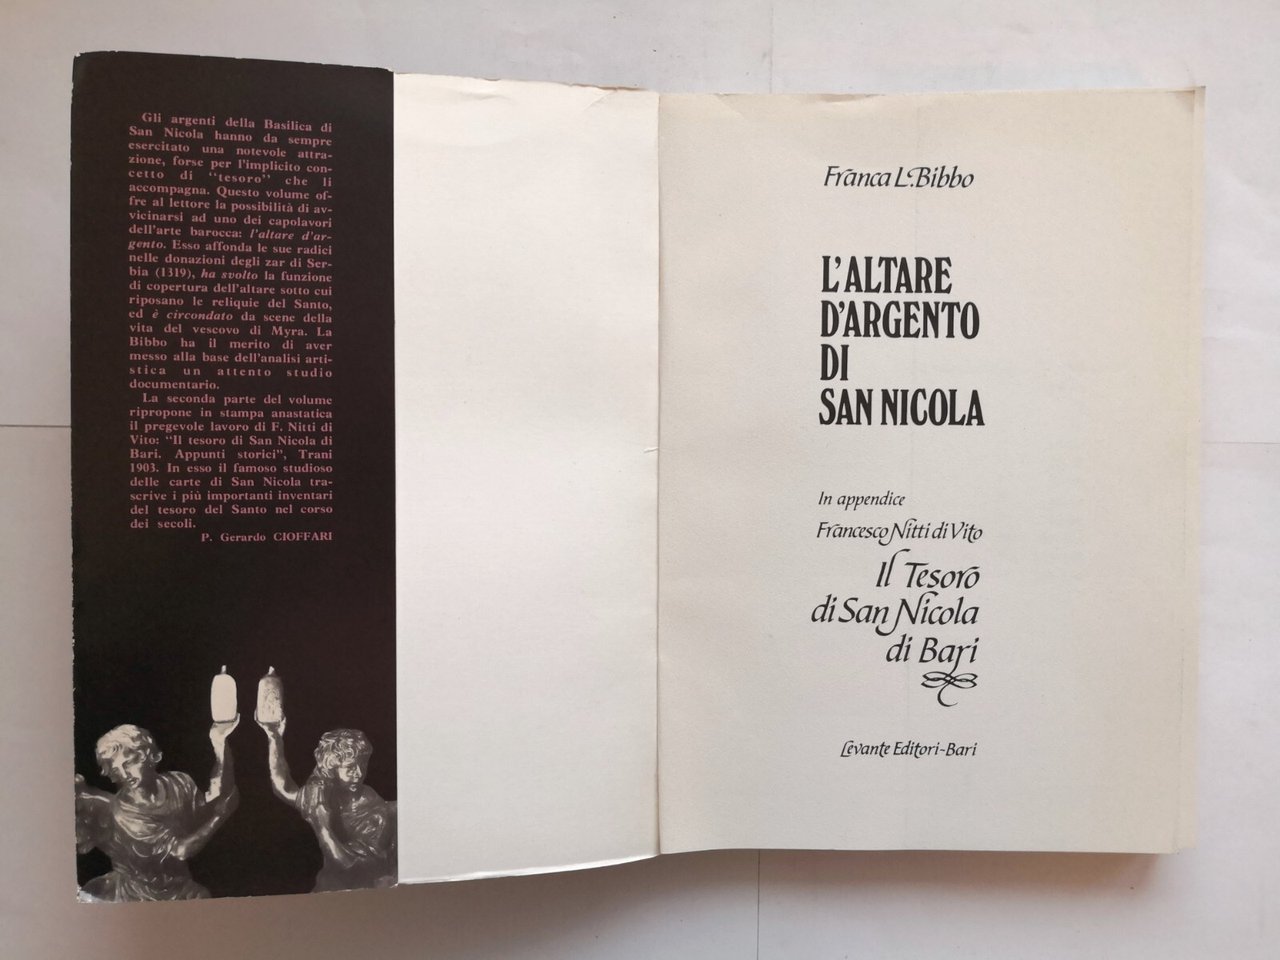 Gli argenti della Basilica di
San Nicola hanno da sempre
esercitato una notevole attra-
zione, forse per l'implicito con-
cetto di "tesoro" che li
accompagna. Questo volume of-
fre al lettore la possibilità di av-
vicinarsi ad uno dei capolavori
dell'arte barocca: l'altare d'ar-
gento. Esso affonda le sue radici
nelle donazioni degli zar di Ser-
bia (1319), ha svolto la funzione
di copertura dell'altare sotto cui
riposano le reliquie del Santo,
ed è circondato da scene della
vita del vescovo di Myra. La
Bibbo ha il merito di aver
messo alla base dell'analisi arti-
stica un attento studio
documentario.
La seconda parte del volume
ripropone in stampa anastatica
il pregevole lavoro di F. Nitti di
Vito: "Il tesoro di San Nicola di
Bari. Appunti storici", Trani
1903. In esso il famoso studioso
delle carte di San Nicola tra-
scrive i più importanti inventari
del tesoro del Santo nel corso
dei secoli.
P. Gerardo CIOFFARI
Franca L. Bibbo
L'ALTARE
D'ARGENTO
DI
SAN NICOLA
In appendice
Francesco Nitti di Vito
Il Tesoro
di San Nicola
di Bari
Levante Editori-Bari